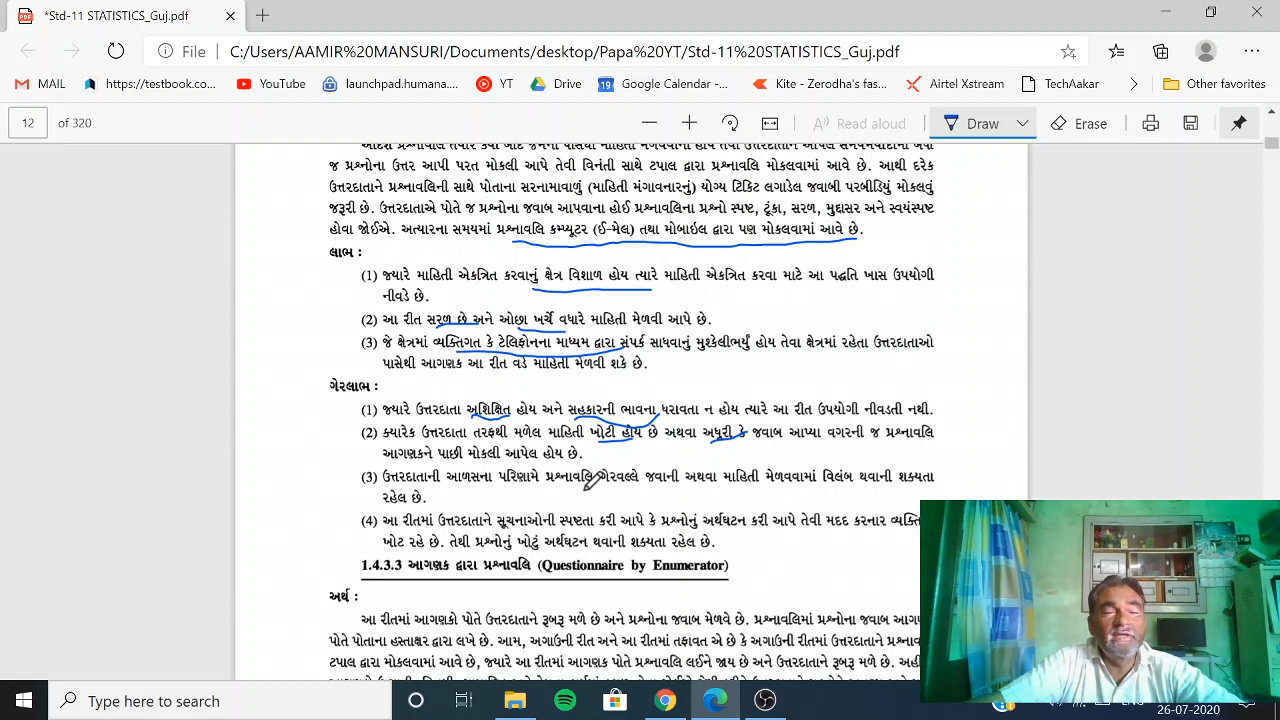 *Std-11 STATISTICS_Guj.pdf
File C:/Users/AAMIR%20MANSURI/Documents/desktop/Papa%20YT/Std-11%20STATISTICS_Guj.pdf
MAIL https://testbook.co... YouTube launchpad.humana.... YT Drive Google Calendar -... Kite - Zerodha's fas... Airtel Xstream TechAakar Other favorites
12 of 320 Read aloud Draw Erase
જ પ્રશ્નોના ઉત્તર આપી પરત મોકલી આપે તેવી વિનંતી સાથે ટપાલ દ્વારા પ્રશ્નાવલિ મોકલવામાં આવે છે. આથી દરેક
ઉત્તરદાતાને પ્રશ્નાવલિની સાથે પોતાના સરનામાવાળું (માહિતી મંગાવનારનું) યોગ્ય ટિકિટ લગાડેલ જવાબી પરબીડિયું મોકલવું
જરૂરી છે. ઉત્તરદાતાએ પોતે જ પ્રશ્નોના જવાબ આપવાના હોઈ પ્રશ્નાવલિના પ્રશ્નો સ્પષ્ટ, ટૂંકા, સરળ, મુદ્દાસર અને સ્વયંસ્પષ્ટ
હોવા જોઈએ. અત્યારના સમયમાં પ્રશ્નાવલિ કમ્પ્યૂટર (ઈ-મેલ) તથા મોબાઇલ દ્વારા પણ મોકલવામાં આવે છે.
લાભ :
(1) જ્યારે માહિતી એકત્રિત કરવાનું ક્ષેત્ર વિશાળ હોય ત્યારે માહિતી એકત્રિત કરવા માટે આ પદ્ધતિ ખાસ ઉપયોગી
નીવડે છે.
(2) આ રીત સરળ છે અને ઓછા ખર્ચે વધારે માહિતી મેળવી આપે છે.
(3) જે ક્ષેત્રમાં વ્યક્તિગત કે ટેલિફોનના માધ્યમ દ્વારા સંપર્ક સાધવાનું મુશ્કેલીભર્યું હોય તેવા ક્ષેત્રમાં રહેતા ઉત્તરદાતાઓ
પાસેથી આગણક આ રીત વડે માહિતી મેળવી શકે છે.
ગેરલાભ :
(1) જ્યારે ઉત્તરદાતા અશિક્ષિત હોય અને સહકારની ભાવના ધરાવતા ન હોય ત્યારે આ રીત ઉપયોગી નીવડતી નથી.
(2) ક્યારેક ઉત્તરદાતા તરફથી મળેલ માહિતી ખોટી હોય છે અથવા અધૂરી કે જવાબ આપ્યા વગરની જ પ્રશ્નાવલિ
આગણકને પાછી મોકલી આપેલ હોય છે.
(3) ઉત્તરદાતાની આળસના પરિણામે પ્રશ્નાવલિ ગેરવલ્લે જવાની અથવા માહિતી મેળવવામાં વિલંબ થવાની શક્યતા
રહેલ છે.
(4) આ રીતમાં ઉત્તરદાતાને સૂચનાઓની સ્પષ્ટતા કરી આપે કે પ્રશ્નોનું અર્થઘટન કરી આપે તેવી મદદ કરનાર
ખોટ રહે છે. તેથી પ્રશ્નોનું ખોટું અર્થઘટન થવાની શક્યતા રહેલ છે.
1.4.3.3 આગણક દ્વારા પ્રશ્નાવલિ (Questionnaire by Enumerator)
અર્થ :
આ રીતમાં આગણકો પોતે ઉત્તરદાતાને રૂબરૂ મળે છે અને પ્રશ્નોના જવાબ મેળવે છે. પ્રશ્નાવલિમાં પ્રશ્નોના જવાબ
પોતે પોતાના હસ્તાક્ષર દ્વારા લખે છે. આમ, અગાઉની રીત અને આ રીતમાં તફાવત એ છે કે અગાઉની રીતમાં ઉત્તરદાતાને
ટપાલ દ્વારા મોકલવામાં આવે છે, જ્યારે આ રીતમાં આગણક પોતે પ્રશ્નાવલિ લઈને જાય છે અને ઉત્તરદાતાને રૂબરૂ મળે છે.
Type here to search
26-07-2020